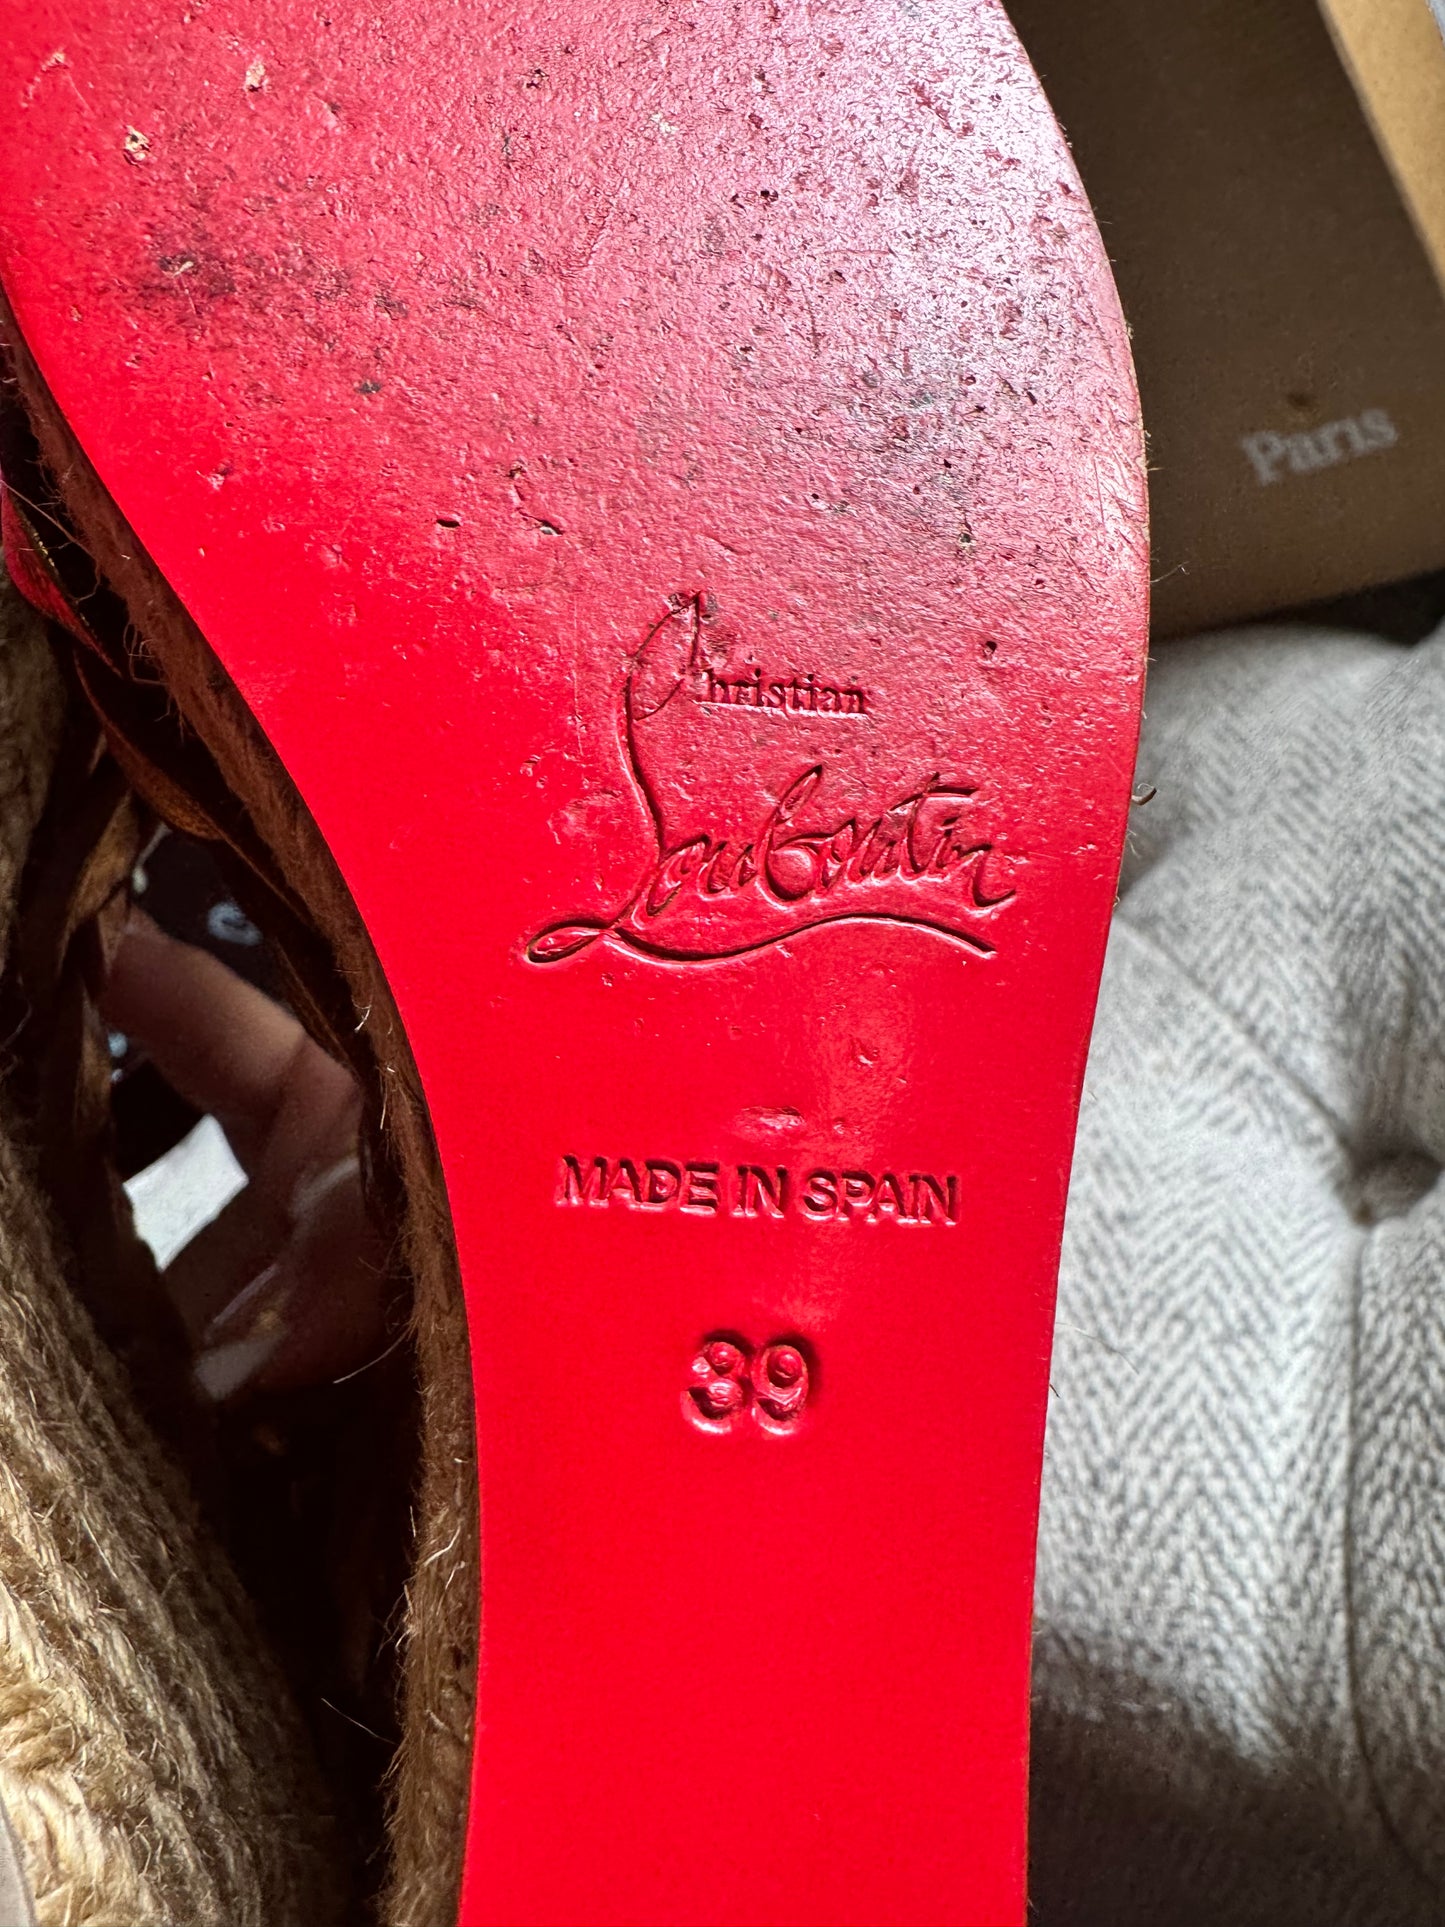 Paris
Christian
Louboutin
MADE IN SPAIN
39